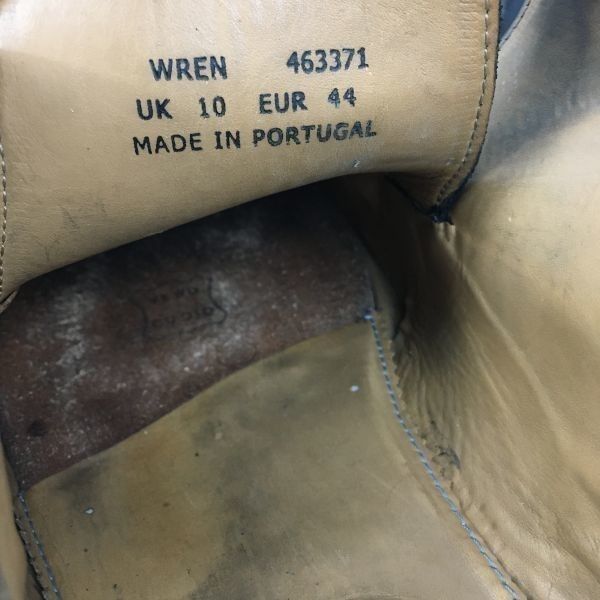 WREN 463371
UK 10 EUR 44
MADE IN PORTUGAL